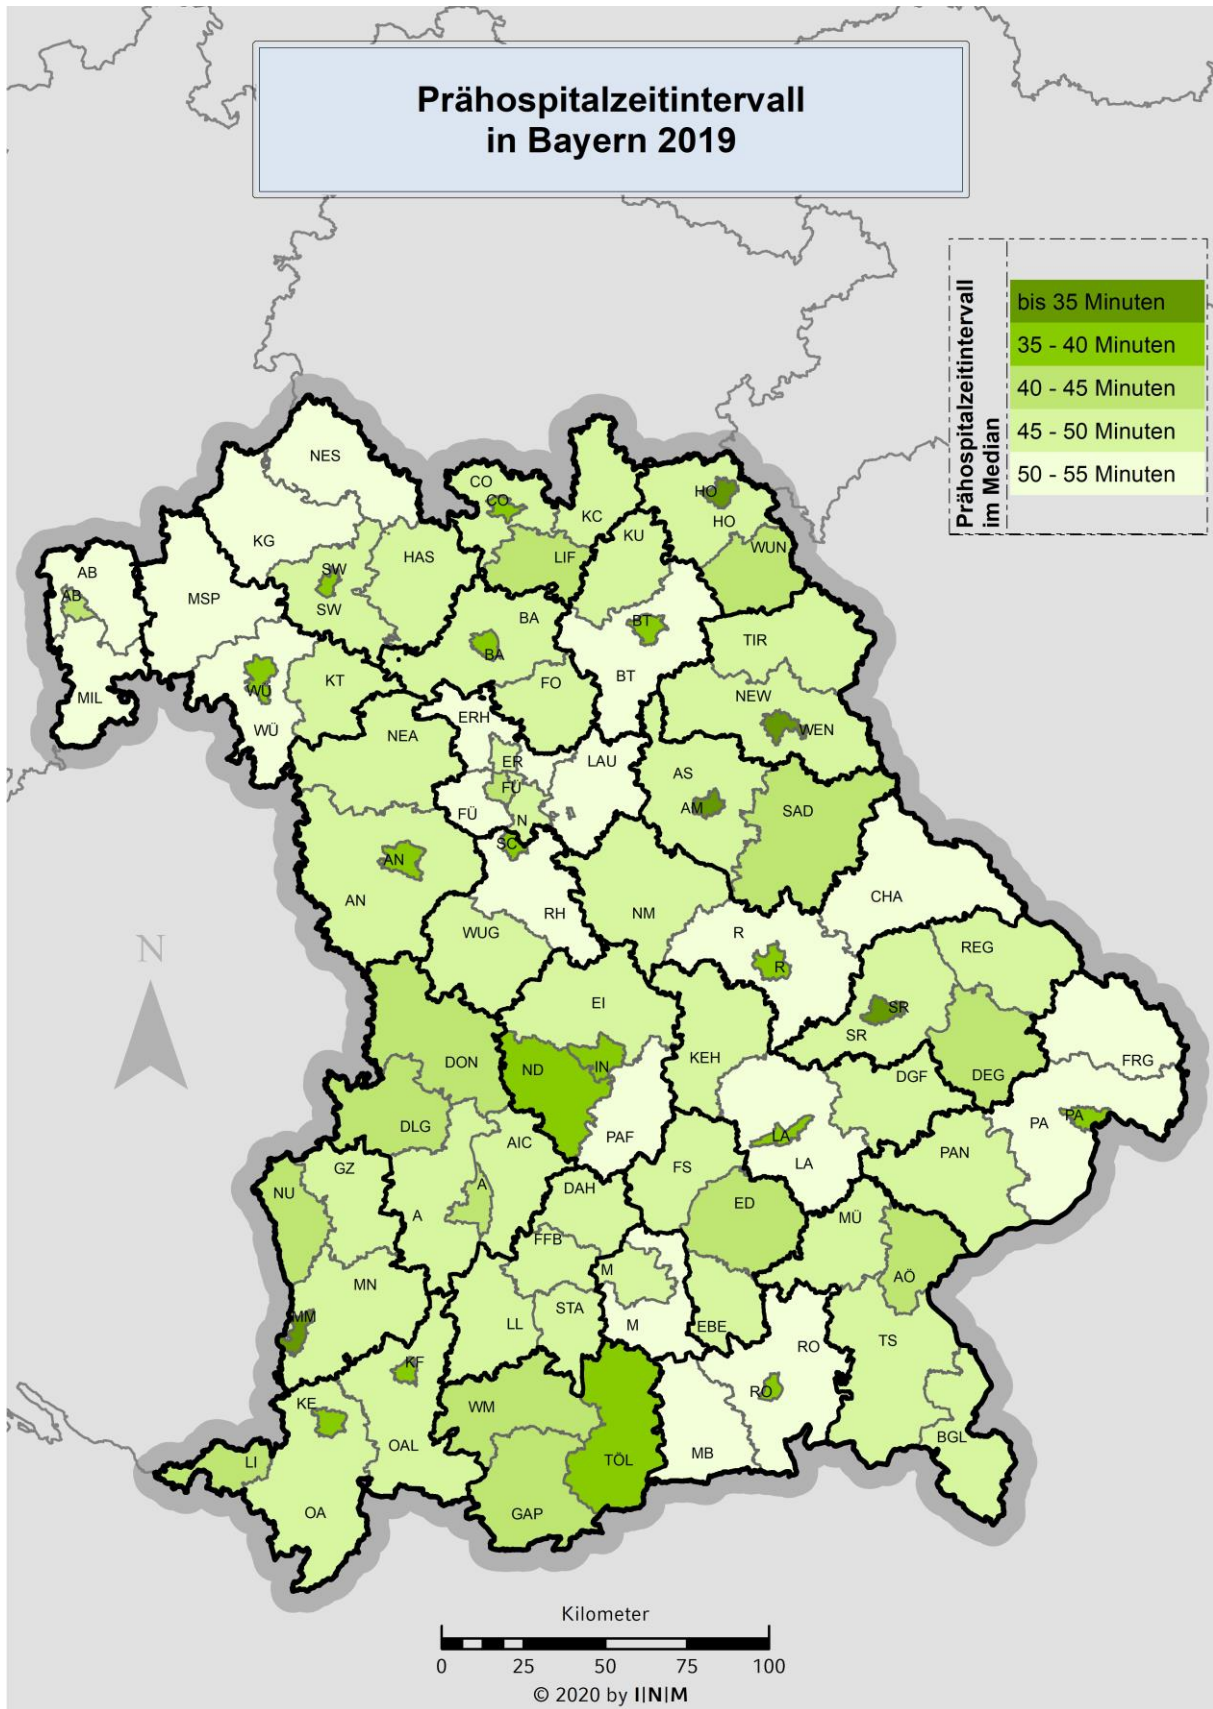 Prähospitalzeitintervall
in Bayern 2019
Prähospitalzeitintervall
im Median
bis 35 Minuten
35 - 40 Minuten
40 - 45 Minuten
45 - 50 Minuten
50 - 55 Minuten
NES
CO
CO
HO
HO
KC
KU
KG
HAS
LIF
WUN
SW
SW
AB
AB
MSP
BA
BA
BT
BT
TIR
MIL
WÜ
WÜ
KT
FO
NEW
WEN
ERH
NEA
ER
LAU
FÜ
FÜ
N
AS
AM
SAD
SC
AN
AN
RH
NM
CHA
WUG
R
R
REG
N
EI
SR
SR
DON
ND
IN
KEH
DGF
DEG
FRG
DLG
AIC
PAF
LA
LA
PA
PA
GZ
NU
A
A
DAH
FS
ED
MÜ
PAN
FFB
MN
M
M
AÖ
MM
LL
STA
EBE
RO
RO
TS
KF
KE
WM
OAL
MB
BGL
LI
TÖL
OA
GAP
Kilometer
0 25 50 75 100
© 2020 by I|N|M